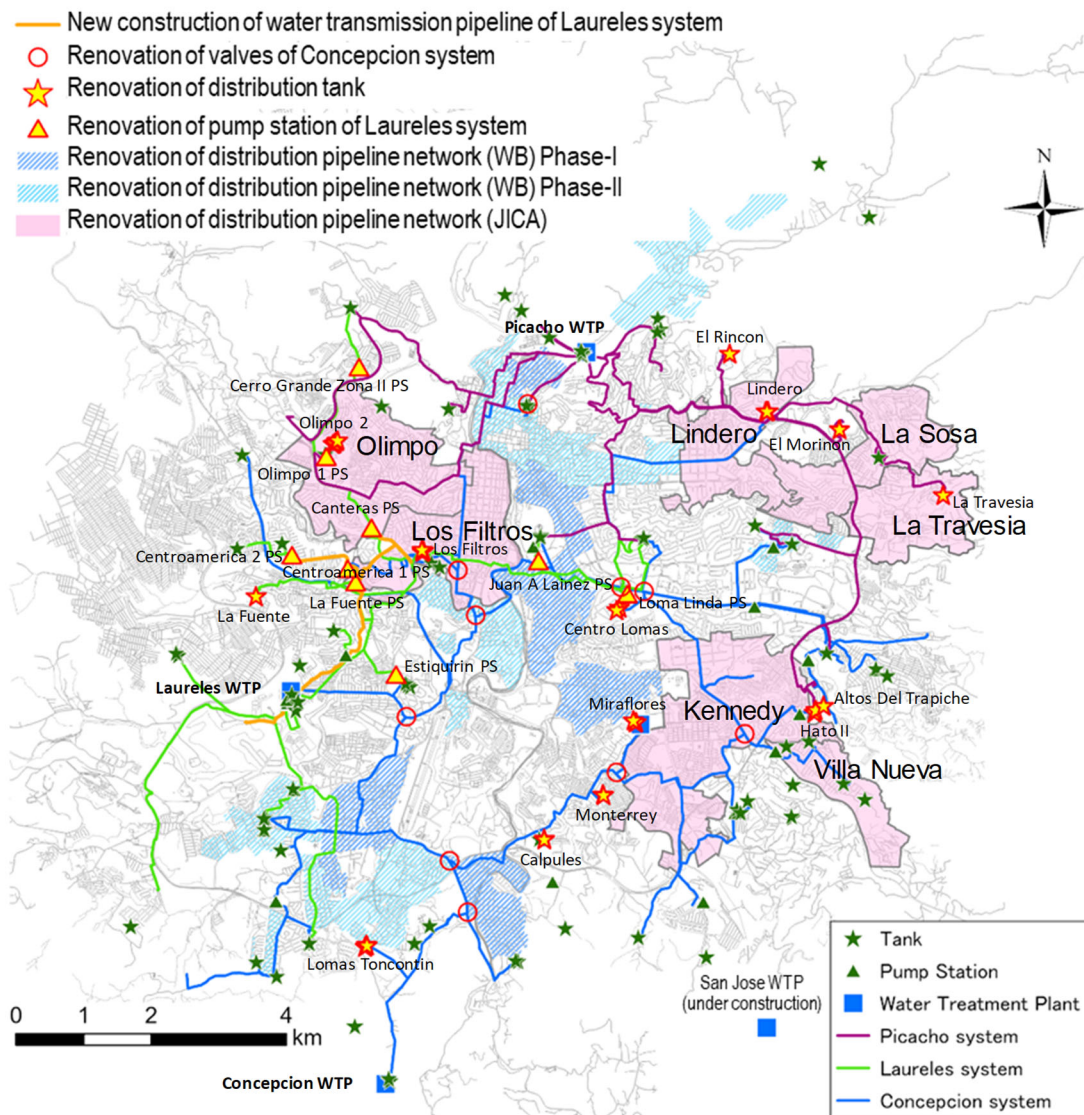 New construction of water transmission pipeline of Laureles system
Renovation of valves of Concepcion system
Renovation of distribution tank
Renovation of pump station of Laureles system
Renovation of distribution pipeline network (WB) Phase-I
Renovation of distribution pipeline network (WB) Phase-II
Renovation of distribution pipeline network (JICA)
N
Picacho WTP
El Rincon
Cerro Grande Zona II PS
Lindero
Olimpo 2
Olimpo
Lindero
El Morinon
La Sosa
Olimpo 1 PS
La Travesia
Canteras PS
La Travesia
Los Filtros
Los Filtros
Centroamerica 2 PS
Centroamerica 1 PS
Juan A Lainez PS
La Fuente PS
La Fuente
Loma Linda PS
Centro Lomas
Estiquirin PS
Laureles WTP
Miraflores
Kennedy
Altos Del Trapiche
Hato II
Villa Nueva
Monterrey
Calpules
Lomas Toncontin
San Jose WTP
(under construction)
Concepcion WTP
0 1 2 4
km
Tank
Pump Station
Water Treatment Plant
Picacho system
Laureles system
Concepcion system